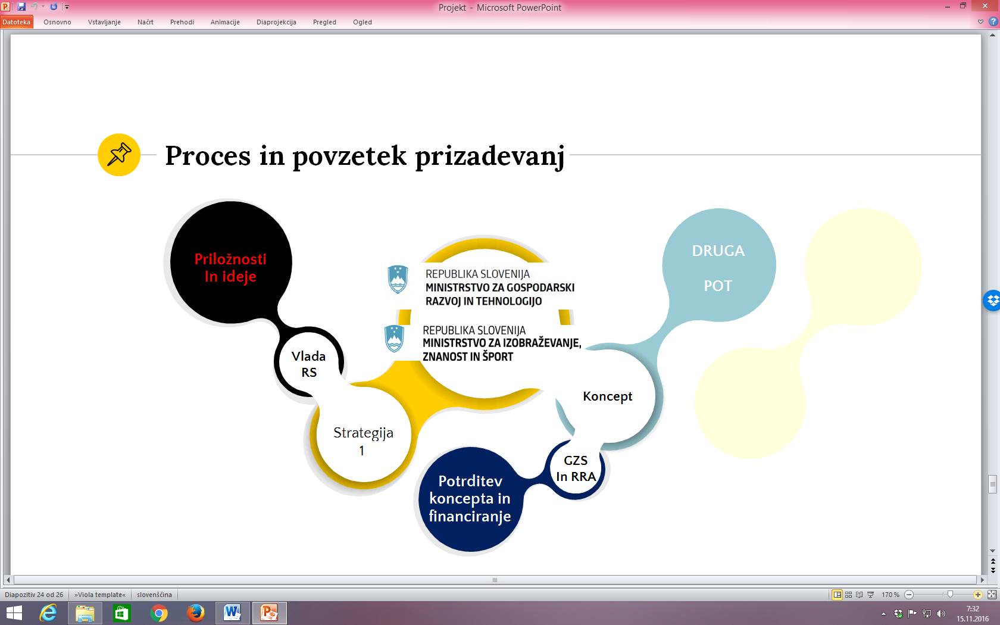 Projekt - Microsoft PowerPoint
Datoteka Osnovno Vstavljanje Načrt Prehodi Animacije Diaprojekcija Pregled Ogled
Proces in povzetek prizadevanj
Priložnosti
In ideje
Vlada
RS
Strategija
1
REPUBLIKA SLOVENIJA
MINISTRSTVO ZA GOSPODARSKI
RAZVOJ IN TEHNOLOGIJO
REPUBLIKA SLOVENIJA
MINISTRSTVO ZA IZOBRAŽEVANJE,
ZNANOST IN ŠPORT
DRUGA
POT
Koncept
GZS
In RRA
Potrditev
koncepta in
financiranje
Diapozitiv 24 od 26 »Viola template« slovenščina 170 %
7:32
15.11.2016